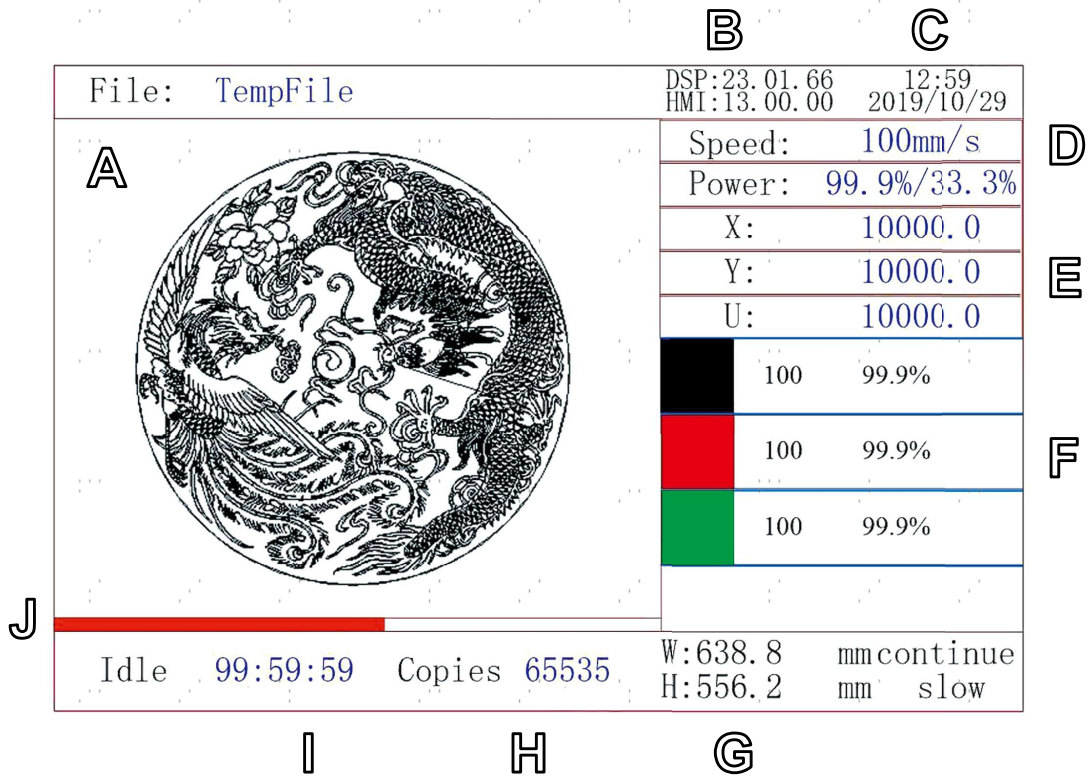 B C
File: TempFile DSP:23.01.66 12:59
HMI:13.00.00 2019/10/29
A Speed: 100mm/s D
Power: 99.9%/33.3%
X: 10000.0
Y: 10000.0 E
U: 10000.0
100 99.9%
100 99.9% F
100 99.9%
J
Idle 99:59:59 Copies 65535 W:638.8 mm continue
H:556.2 mm slow
I H G